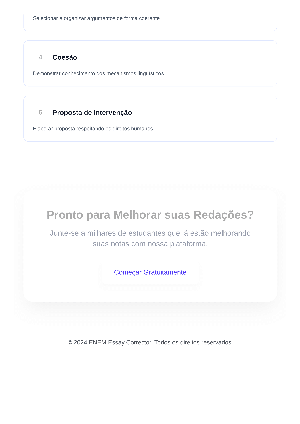 Selecionar e organizar argumentos de forma coerente
4 Coesão
Demonstrar conhecimento dos mecanismos linguísticos
5 Proposta de Intervenção
Elaborar proposta respeitando os direitos humanos
Pronto para Melhorar suas Redações?
Junte-se a milhares de estudantes que já estão melhorando
suas notas com nossa plataforma
Começar Gratuitamente
© 2024 ENEM Essay Corrector. Todos os direitos reservados.